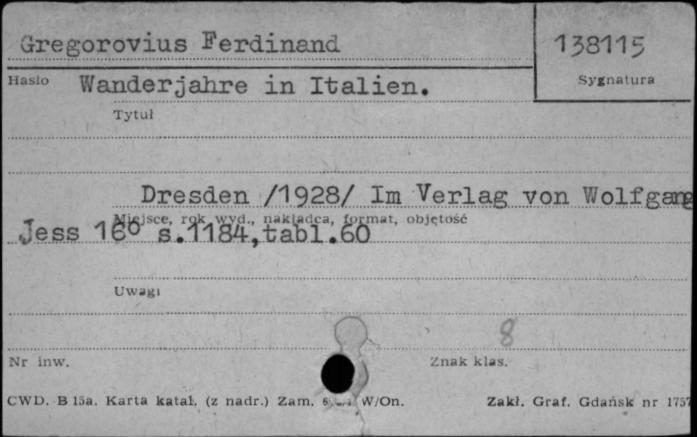 Gregorovius Ferdinand
138115
Hasło Wanderjahre in Italien.
Sygnatura
Tytuł
Dresden /1928/ Im Verlag von Wolfgang
Miejsce, rok wyd., nakładca, format, objętość
Jess 16° s.1184,tabl.60
Uwagi
8
Nr inw.
Znak klas.
CWD. B 15a. Karta katal. (z nadr.) Zam. W/On.
Zakł. Graf. Gdańsk nr 1757